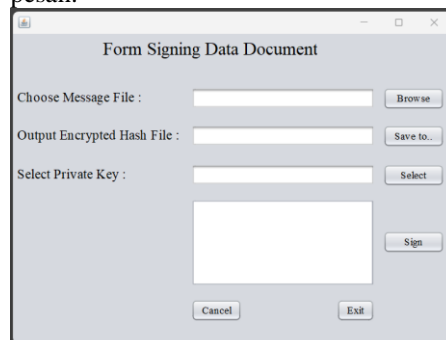 pesan.
Form Signing Data Document
Choose Message File : Browse
Output Encrypted Hash File : Save to..
Select Private Key : Select
Sign
Cancel Exit